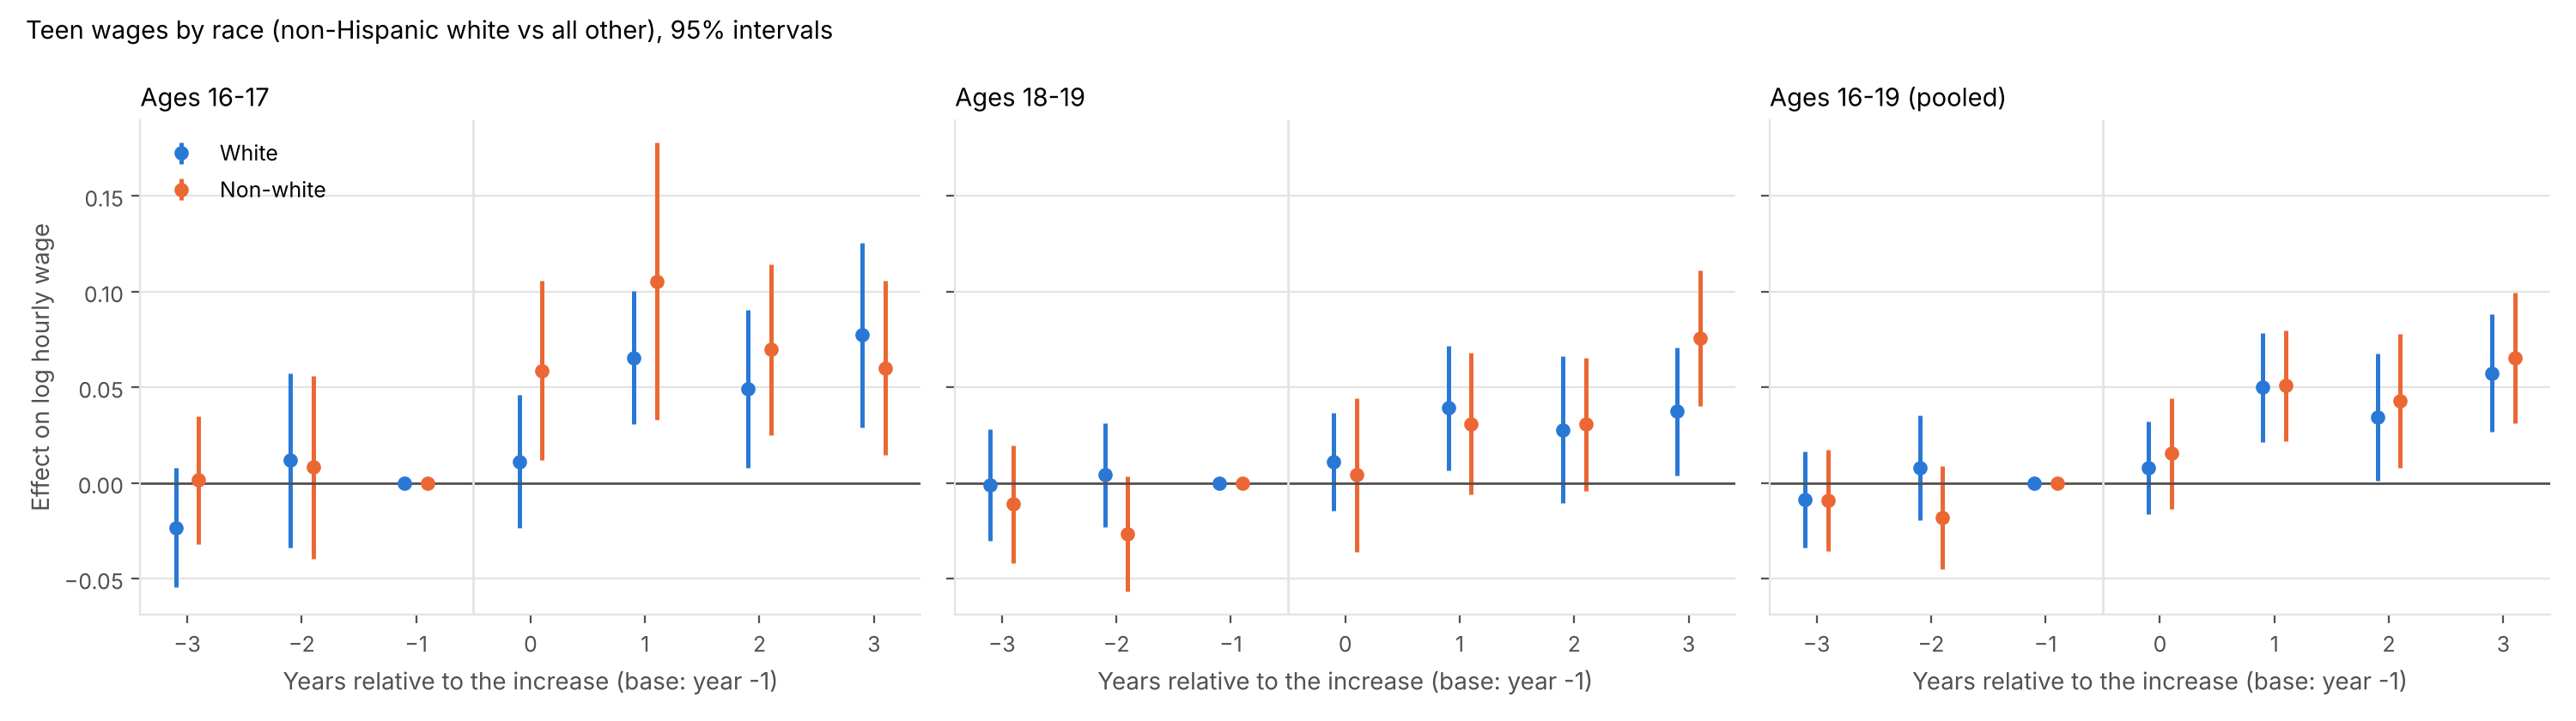 Teen wages by race (non-Hispanic white vs all other), 95% intervals
Ages 16-17
White
Non-white
Effect on log hourly wage
0.15
0.10
0.05
0.00
−0.05
−3 −2 −1 0 1 2 3
Years relative to the increase (base: year -1)
Ages 18-19
−3 −2 −1 0 1 2 3
Years relative to the increase (base: year -1)
Ages 16-19 (pooled)
−3 −2 −1 0 1 2 3
Years relative to the increase (base: year -1)